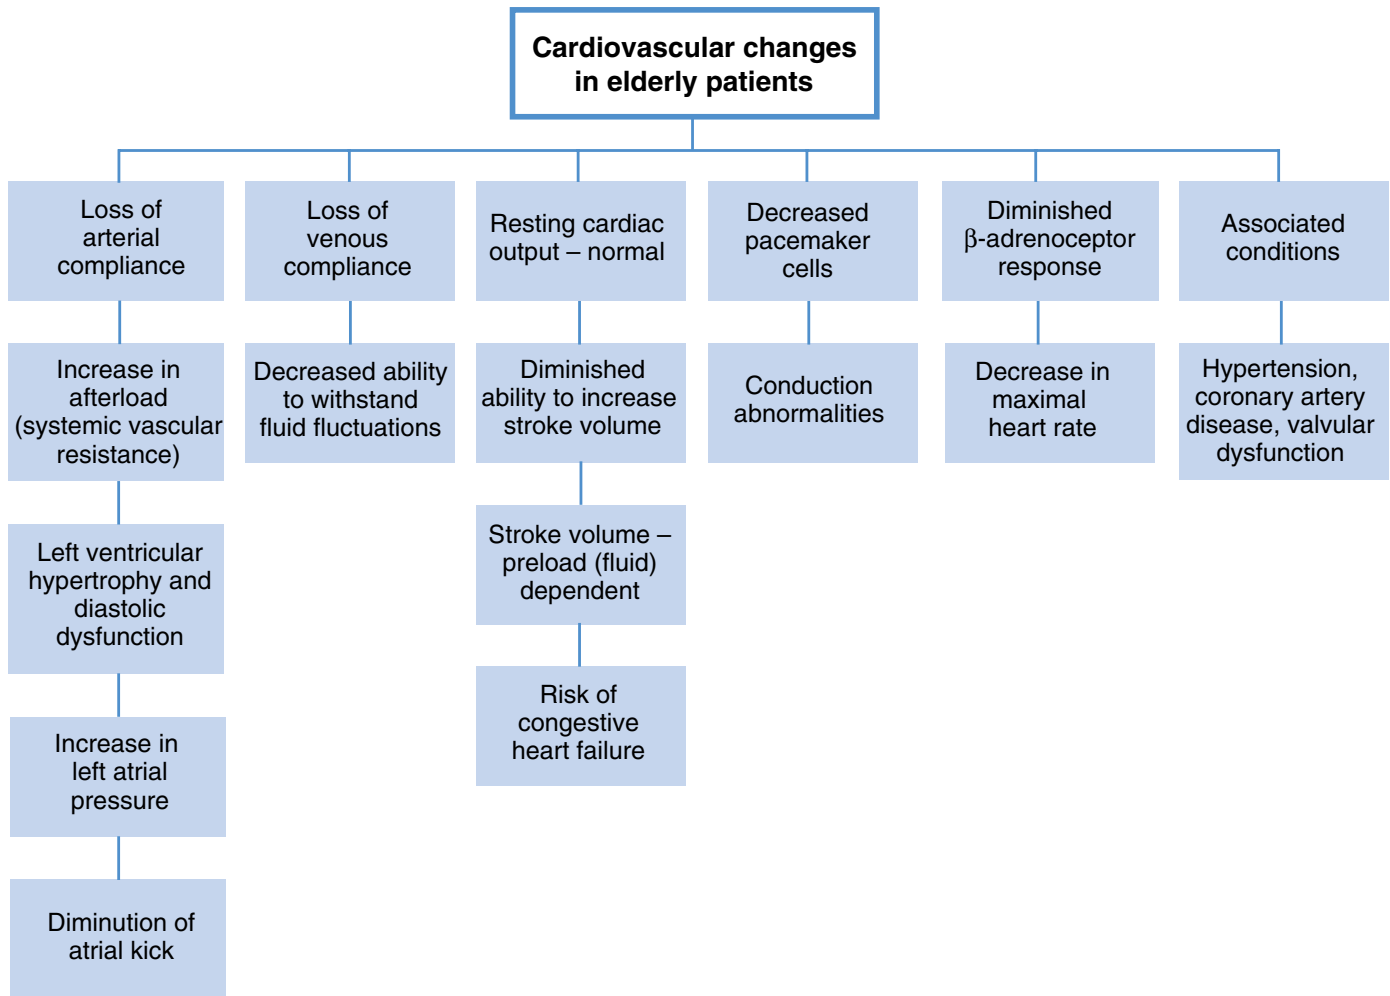 Cardiovascular changes
in elderly patients
Loss of
arterial
compliance
Loss of
venous
compliance
Resting cardiac
output – normal
Decreased
pacemaker
cells
Diminished
β-adrenoceptor
response
Associated
conditions
Increase in
afterload
(systemic vascular
resistance)
Decreased ability
to withstand
fluid fluctuations
Diminished
ability to increase
stroke volume
Conduction
abnormalities
Decrease in
maximal
heart rate
Hypertension,
coronary artery
disease, valvular
dysfunction
Left ventricular
hypertrophy and
diastolic
dysfunction
Stroke volume –
preload (fluid)
dependent
Increase in
left atrial
pressure
Risk of
congestive
heart failure
Diminution of
atrial kick